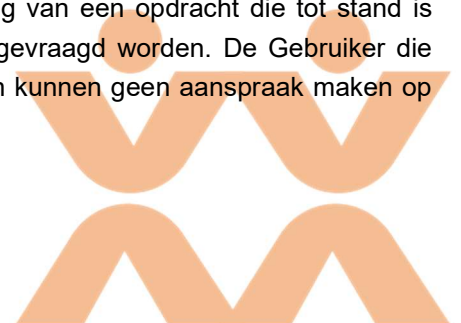 g van een opdracht die tot stand is
gevraagd worden. De Gebruiker die
n kunnen geen aanspraak maken op